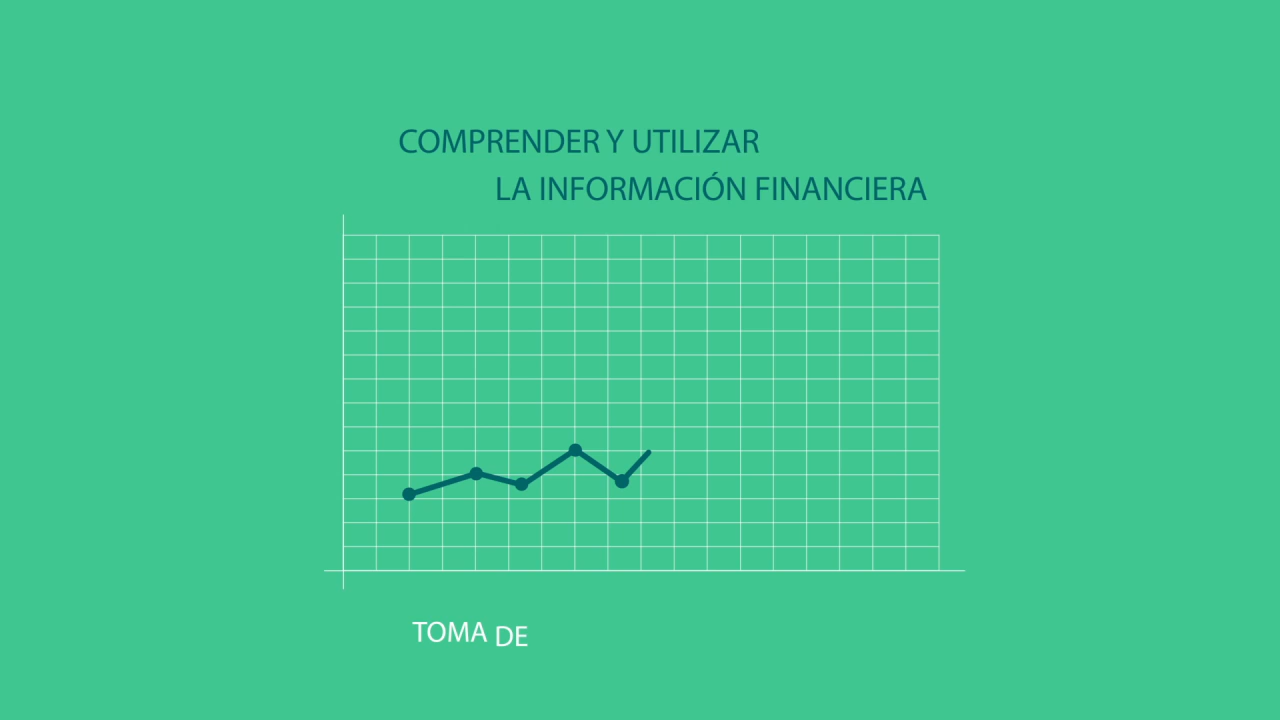 COMPRENDER Y UTILIZAR
LA INFORMACIÓN FINANCIERA
TOMA DE